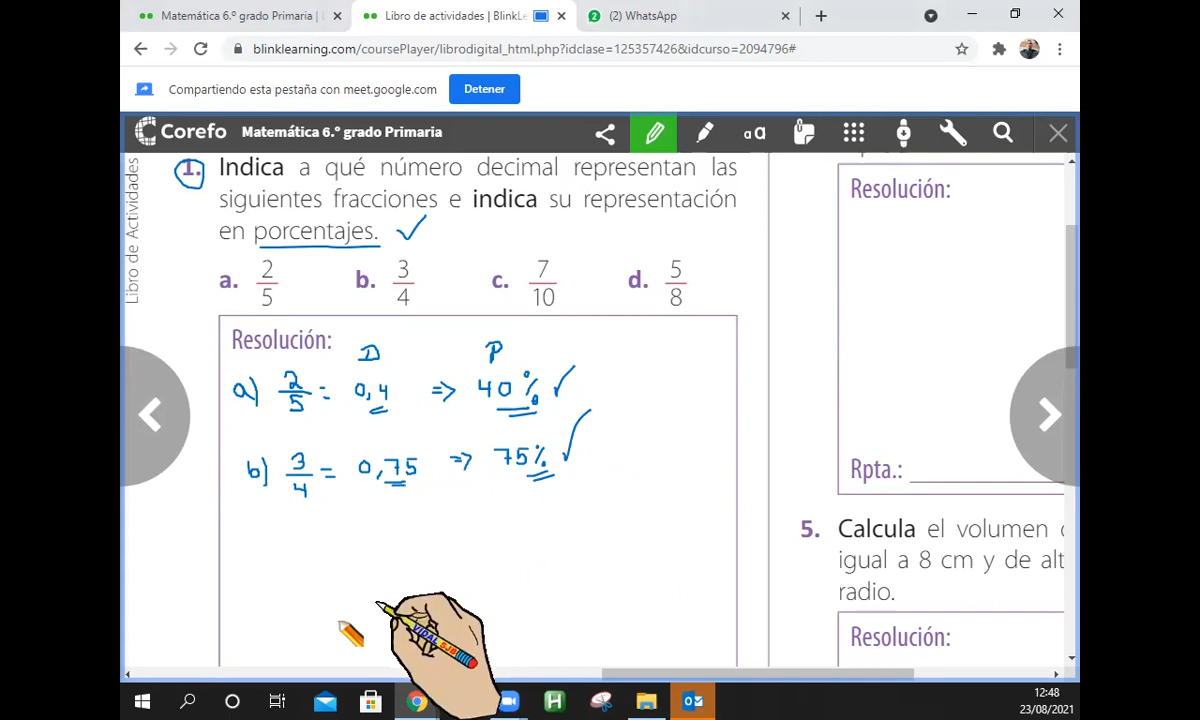 Matemática 6.º grado Primaria |
Libro de actividades | BlinkLe
(2) WhatsApp
blinklearning.com/coursePlayer/librodigital_html.php?idclase=125357426&idcurso=2094796#
Compartiendo esta pestaña con meet.google.com
Detener
Corefo Matemática 6.º grado Primaria
aa
Libro de Actividades
1. Indica a qué número decimal representan las
siguientes fracciones e indica su representación
en porcentajes. ✓
a. 2/5 b. 3/4 c. 7/10 d. 5/8
Resolución:
D P
a) 2/5 = 0,4 => 40% ✓
b) 3/4 = 0,75 => 75% ✓
VIDAL SJB
Resolución:
Rpta.:
5. Calcula el volumen
igual a 8 cm y de alt
radio.
Resolución:
12:48
23/08/2021